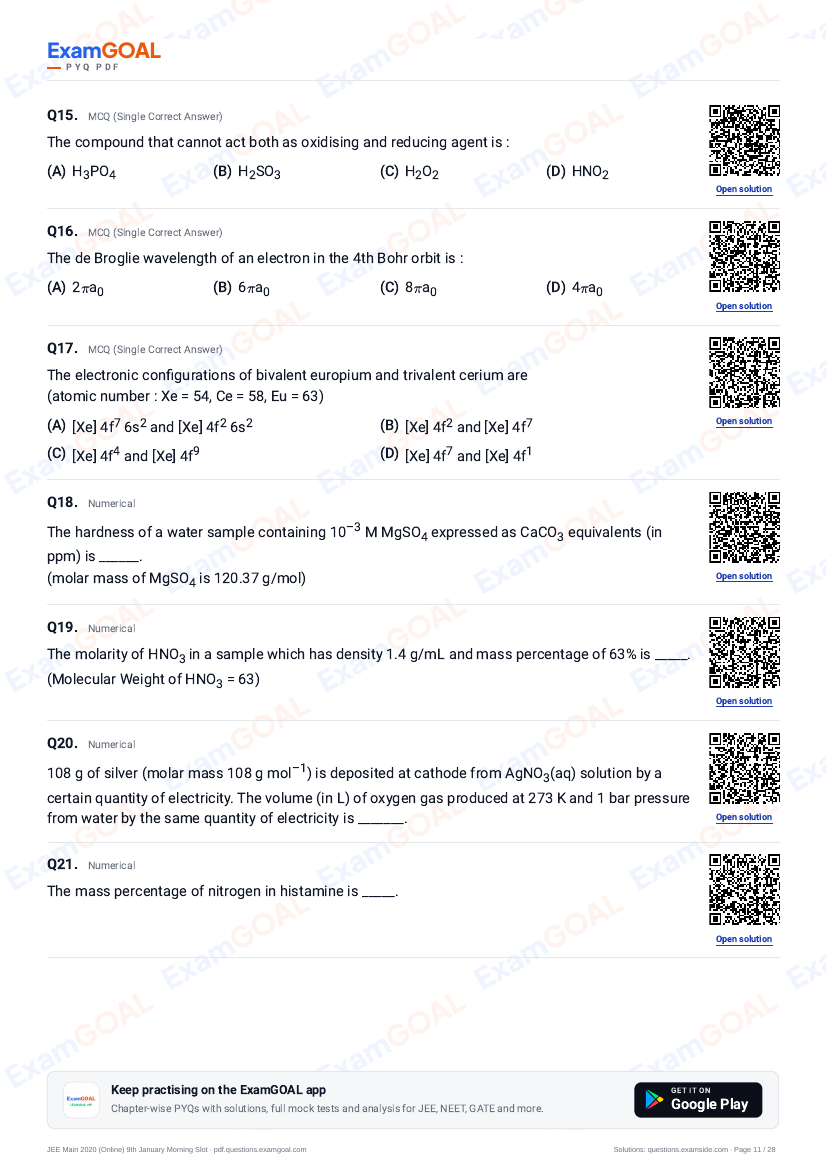 ExamGOAL
PYQ PDF
Q15. MCQ (Single Correct Answer)
The compound that cannot act both as oxidising and reducing agent is :
(A) H₃PO₄ (B) H₂SO₃ (C) H₂O₂ (D) HNO₂
Open solution
Q16. MCQ (Single Correct Answer)
The de Broglie wavelength of an electron in the 4th Bohr orbit is :
(A) 2πa₀ (B) 6πa₀ (C) 8πa₀ (D) 4πa₀
Open solution
Q17. MCQ (Single Correct Answer)
The electronic configurations of bivalent europium and trivalent cerium are
(atomic number : Xe = 54, Ce = 58, Eu = 63)
(A) [Xe] 4f⁷ 6s² and [Xe] 4f² 6s² (B) [Xe] 4f² and [Xe] 4f⁷
(C) [Xe] 4f⁴ and [Xe] 4f⁹ (D) [Xe] 4f⁷ and [Xe] 4f¹
Open solution
Q18. Numerical
The hardness of a water sample containing 10⁻³ M MgSO₄ expressed as CaCO₃ equivalents (in
ppm) is ______.
(molar mass of MgSO₄ is 120.37 g/mol)
Open solution
Q19. Numerical
The molarity of HNO₃ in a sample which has density 1.4 g/mL and mass percentage of 63% is _____.
(Molecular Weight of HNO₃ = 63)
Open solution
Q20. Numerical
108 g of silver (molar mass 108 g mol⁻¹) is deposited at cathode from AgNO₃(aq) solution by a
certain quantity of electricity. The volume (in L) of oxygen gas produced at 273 K and 1 bar pressure
from water by the same quantity of electricity is _______.
Open solution
Q21. Numerical
The mass percentage of nitrogen in histamine is _____.
Open solution
ExamGOAL
Keep practising on the ExamGOAL app
Chapter-wise PYQs with solutions, full mock tests and analysis for JEE, NEET, GATE and more.
GET IT ON
Google Play
JEE Main 2020 (Online) 9th January Morning Slot · pdf.questions.examgoal.com
Solutions: questions.examside.com · Page 11 / 28